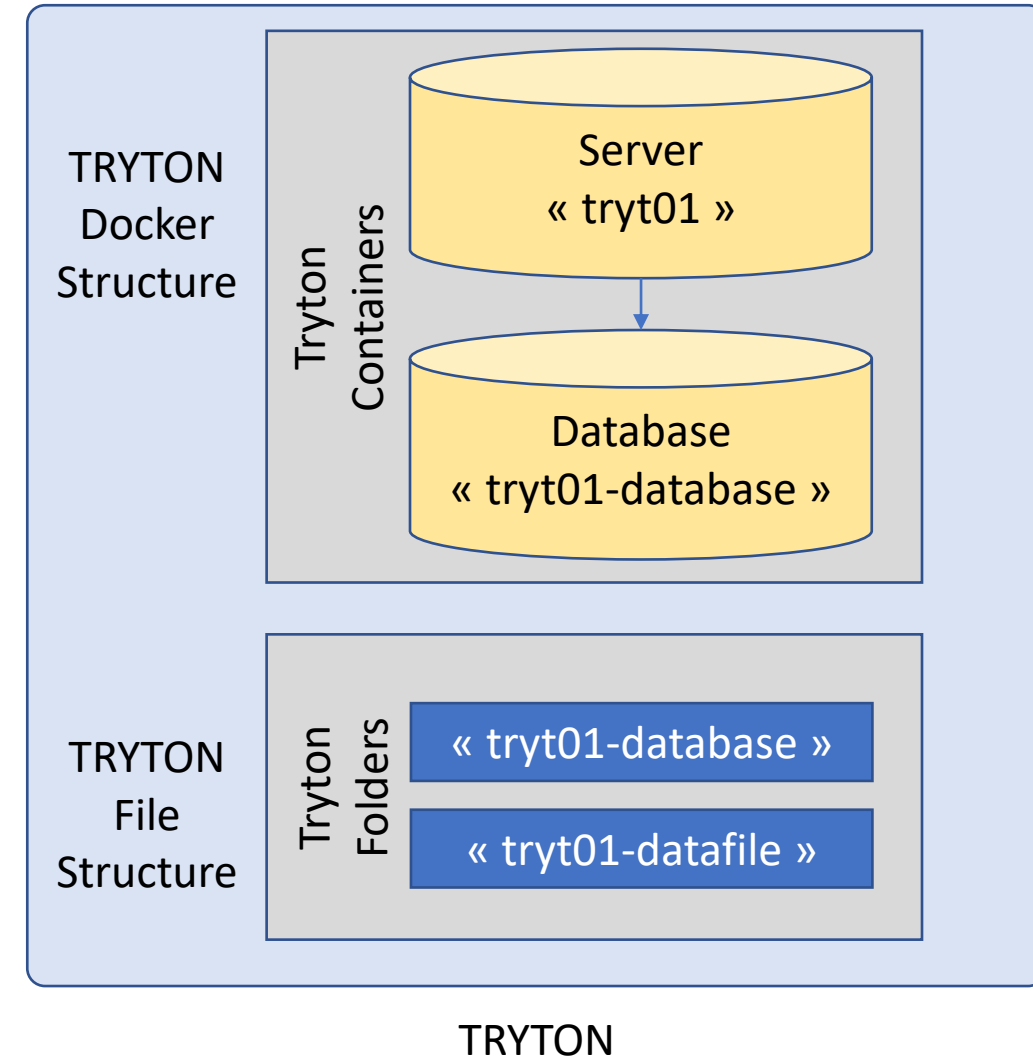 TRYTON
Docker
Structure
Tryton
Containers
Server
« tryt01 »
Database
« tryt01-database »
TRYTON
File
Structure
Tryton
Folders
« tryt01-database »
« tryt01-datafile »
TRYTON